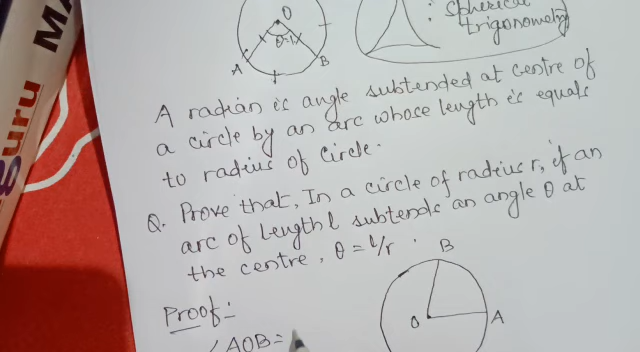 : Spherical
trigonometry
O
θ=1
A
B
A radian is angle subtended at centre of
a circle by an arc whose length is equals
to radius of circle.
Q. Prove that, In a circle of radius r, if an
arc of length l subtends an angle θ at
the centre, θ = l/r .
B
Proof:-
O
A
∠AOB=
uru MA